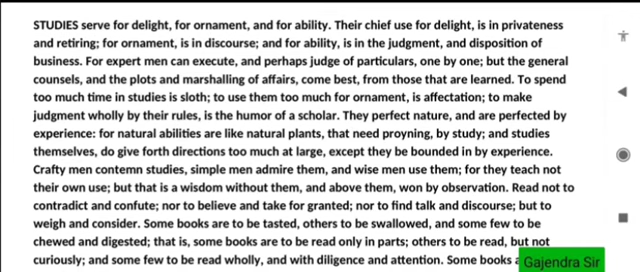 STUDIES serve for delight, for ornament, and for ability. Their chief use for delight, is in privateness
and retiring; for ornament, is in discourse; and for ability, is in the judgment, and disposition of
business. For expert men can execute, and perhaps judge of particulars, one by one; but the general
counsels, and the plots and marshalling of affairs, come best, from those that are learned. To spend
too much time in studies is sloth; to use them too much for ornament, is affectation; to make
judgment wholly by their rules, is the humor of a scholar. They perfect nature, and are perfected by
experience: for natural abilities are like natural plants, that need proyning, by study; and studies
themselves, do give forth directions too much at large, except they be bounded in by experience.
Crafty men contemn studies, simple men admire them, and wise men use them; for they teach not
their own use; but that is a wisdom without them, and above them, won by observation. Read not to
contradict and confute; nor to believe and take for granted; nor to find talk and discourse; but to
weigh and consider. Some books are to be tasted, others to be swallowed, and some few to be
chewed and digested; that is, some books are to be read only in parts; others to be read, but not
curiously; and some few to be read wholly, and with diligence and attention. Some books
Gajendra Sir